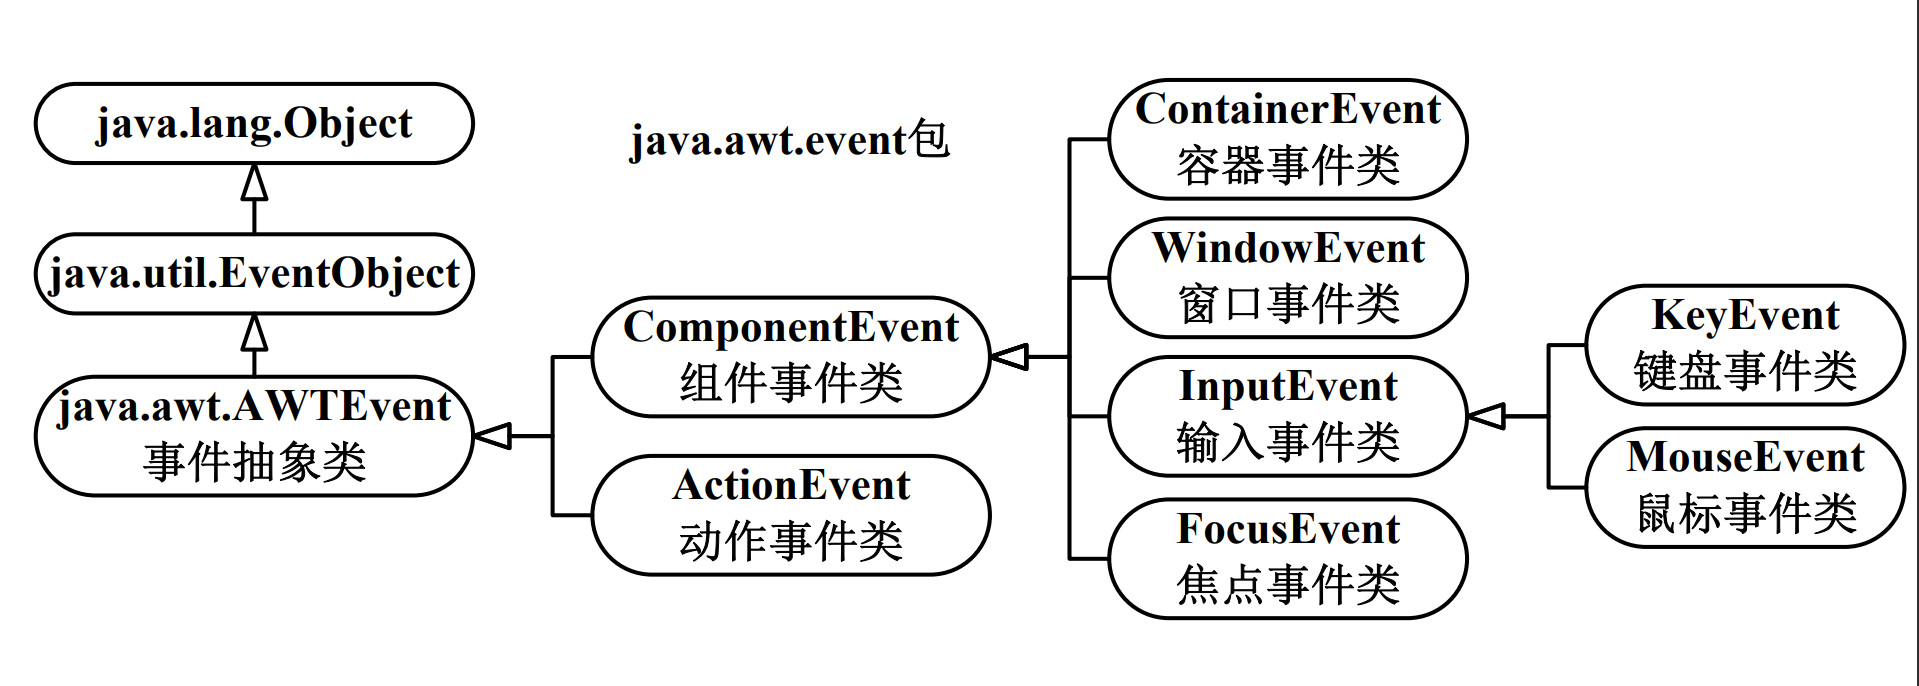 java.lang.Object
java.util.EventObject
java.awt.AWTEvent
事件抽象类
java.awt.event包
ComponentEvent
组件事件类
ActionEvent
动作事件类
ContainerEvent
容器事件类
WindowEvent
窗口事件类
InputEvent
输入事件类
FocusEvent
焦点事件类
KeyEvent
键盘事件类
MouseEvent
鼠标事件类